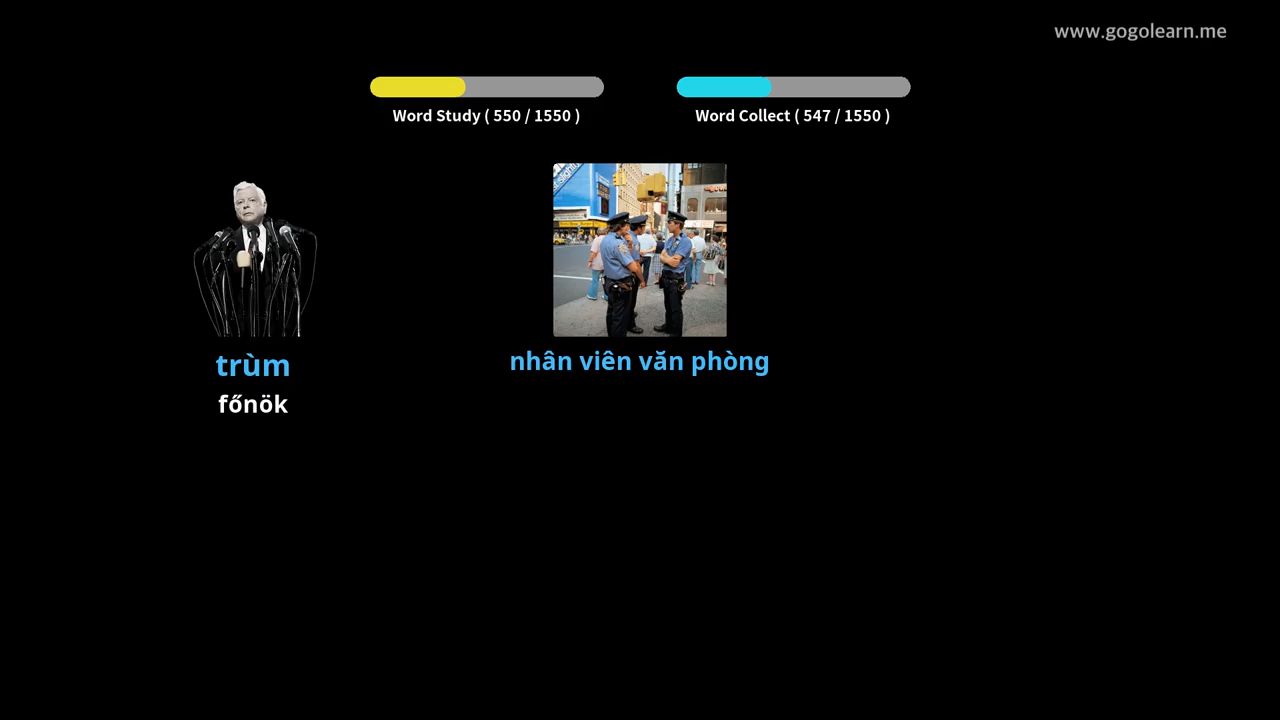 www.gogolearn.me
Word Study ( 550 / 1550 )
Word Collect ( 547 / 1550 )
trùm
főnök
nhân viên văn phòng